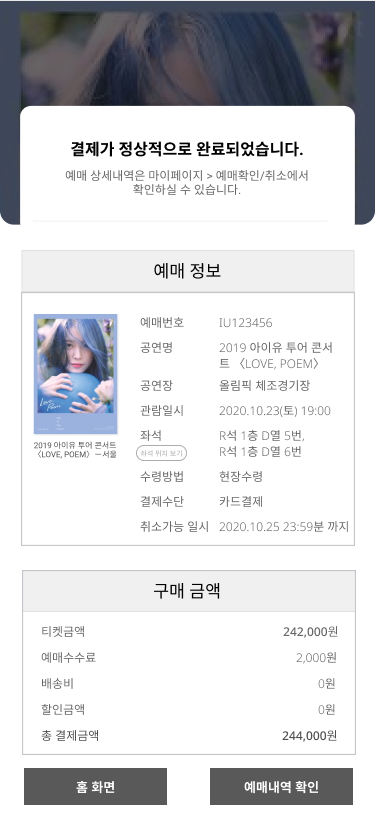 결제가 정상적으로 완료되었습니다.
예매 상세내역은 마이페이지 > 예매확인/취소에서
확인하실 수 있습니다.
예매 정보
Love, Poem
2019 아이유 투어 콘서트
〈LOVE, POEM〉 – 서울
예매번호 IU123456
공연명 2019 아이유 투어 콘서
트 〈LOVE, POEM〉
공연장 올림픽 체조경기장
관람일시 2020.10.23(토) 19:00
좌석 R석 1층 D열 5번,
좌석 위치 보기 R석 1층 D열 6번
수령방법 현장수령
결제수단 카드결제
취소가능 일시 2020.10.25 23:59분 까지
구매 금액
티켓금액 242,000원
예매수수료 2,000원
배송비 0원
할인금액 0원
총 결제금액 244,000원
홈 화면 예매내역 확인